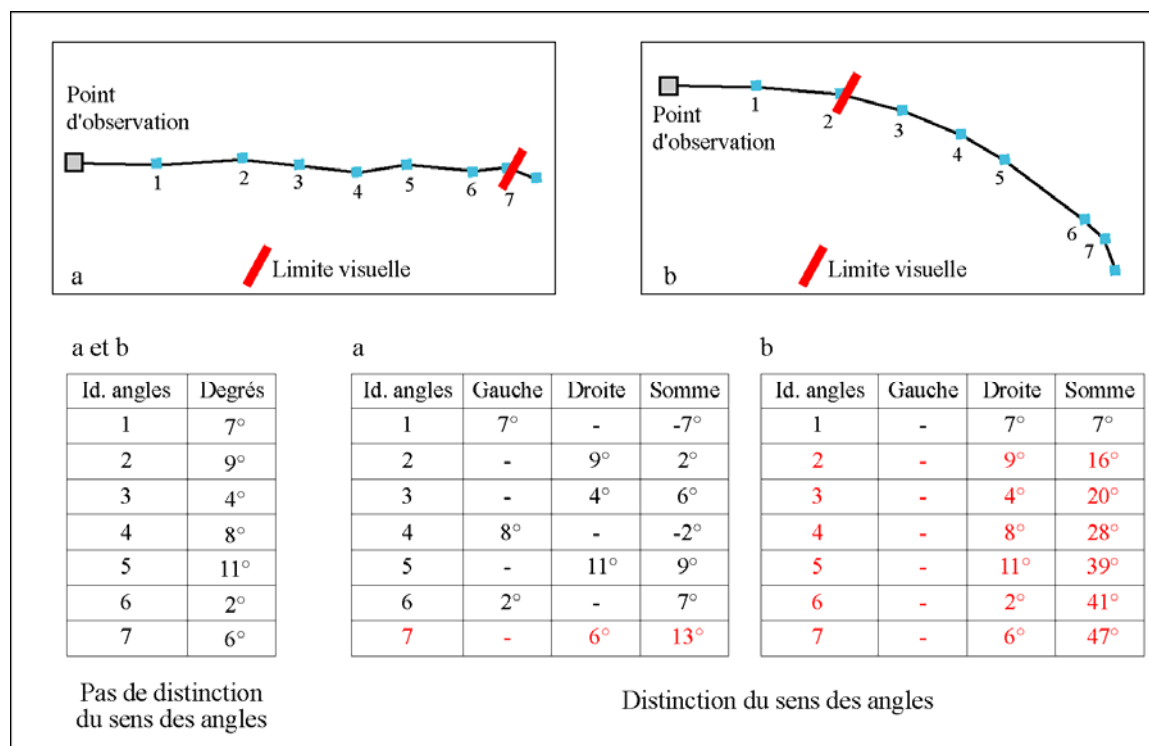 Point
d'observation
1
2
3
4
5
6
7
Limite visuelle
a
Point
d'observation
1
2
3
4
5
6
7
Limite visuelle
b
a et b
Id. angles Degrés
1 7°
2 9°
3 4°
4 8°
5 11°
6 2°
7 6°
Pas de distinction
du sens des angles
a
Id. angles Gauche Droite Somme
1 7° - -7°
2 - 9° 2°
3 - 4° 6°
4 8° - -2°
5 - 11° 9°
6 2° - 7°
7 - 6° 13°
b
Id. angles Gauche Droite Somme
1 - 7° 7°
2 - 9° 16°
3 - 4° 20°
4 - 8° 28°
5 - 11° 39°
6 - 2° 41°
7 - 6° 47°
Distinction du sens des angles